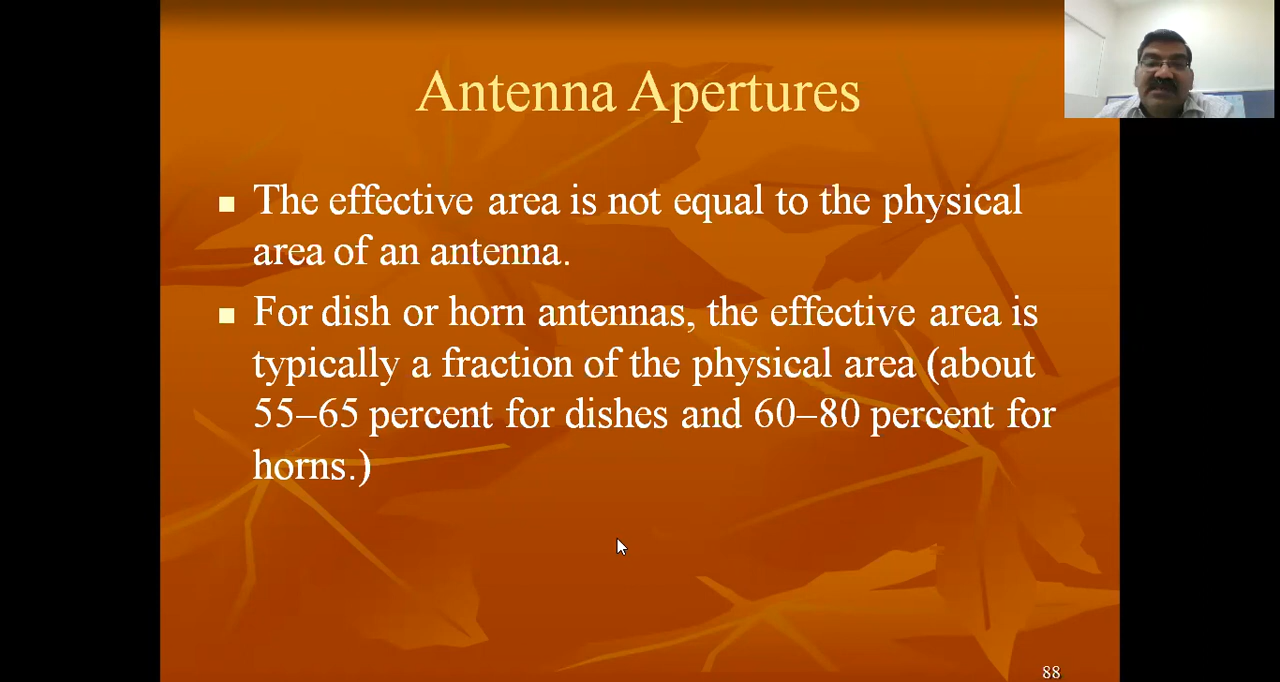 Antenna Apertures
The effective area is not equal to the physical
area of an antenna.
For dish or horn antennas, the effective area is
typically a fraction of the physical area (about
55–65 percent for dishes and 60–80 percent for
horns.)
88